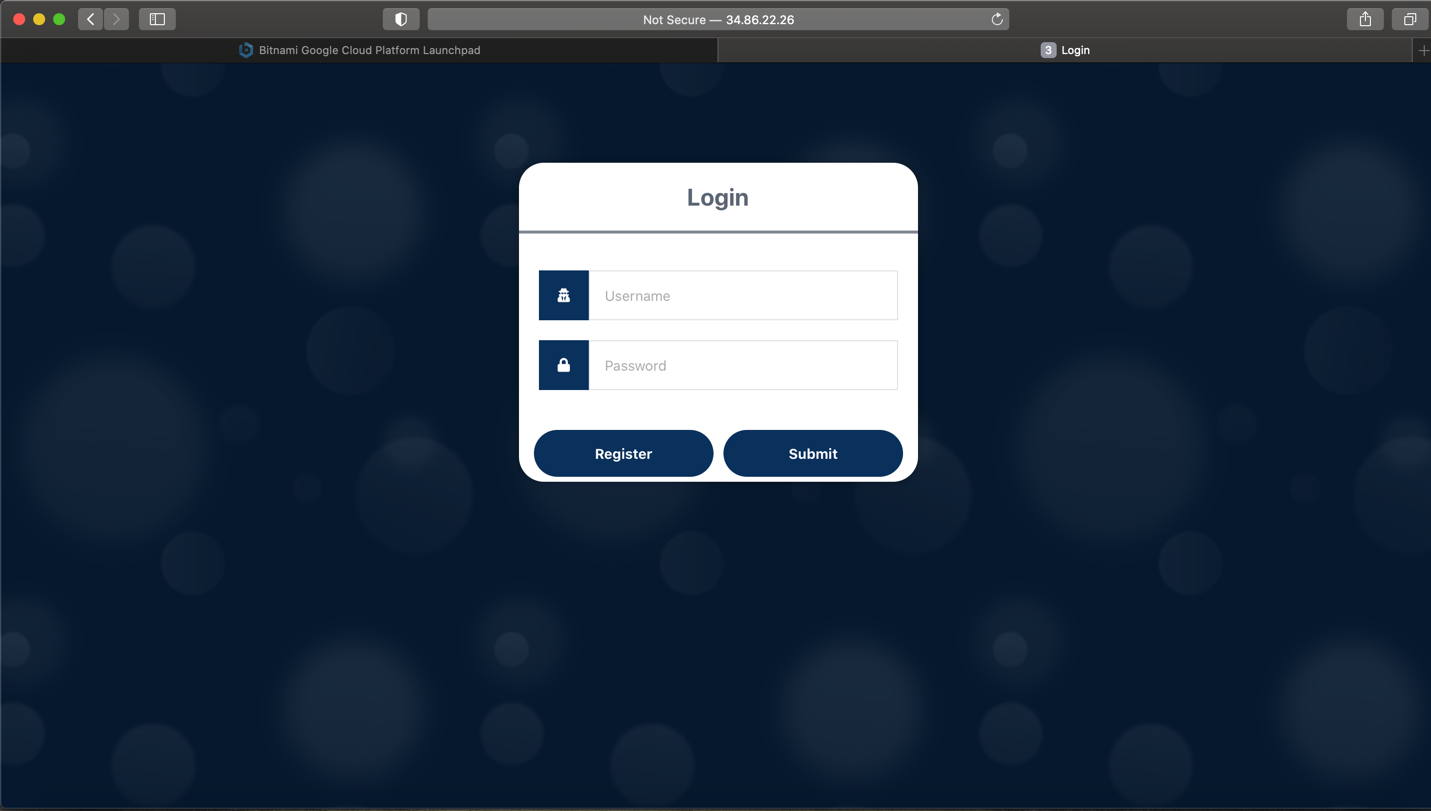 Not Secure — 34.86.22.26
Bitnami Google Cloud Platform Launchpad
3 Login
Login
Username
Password
Register Submit